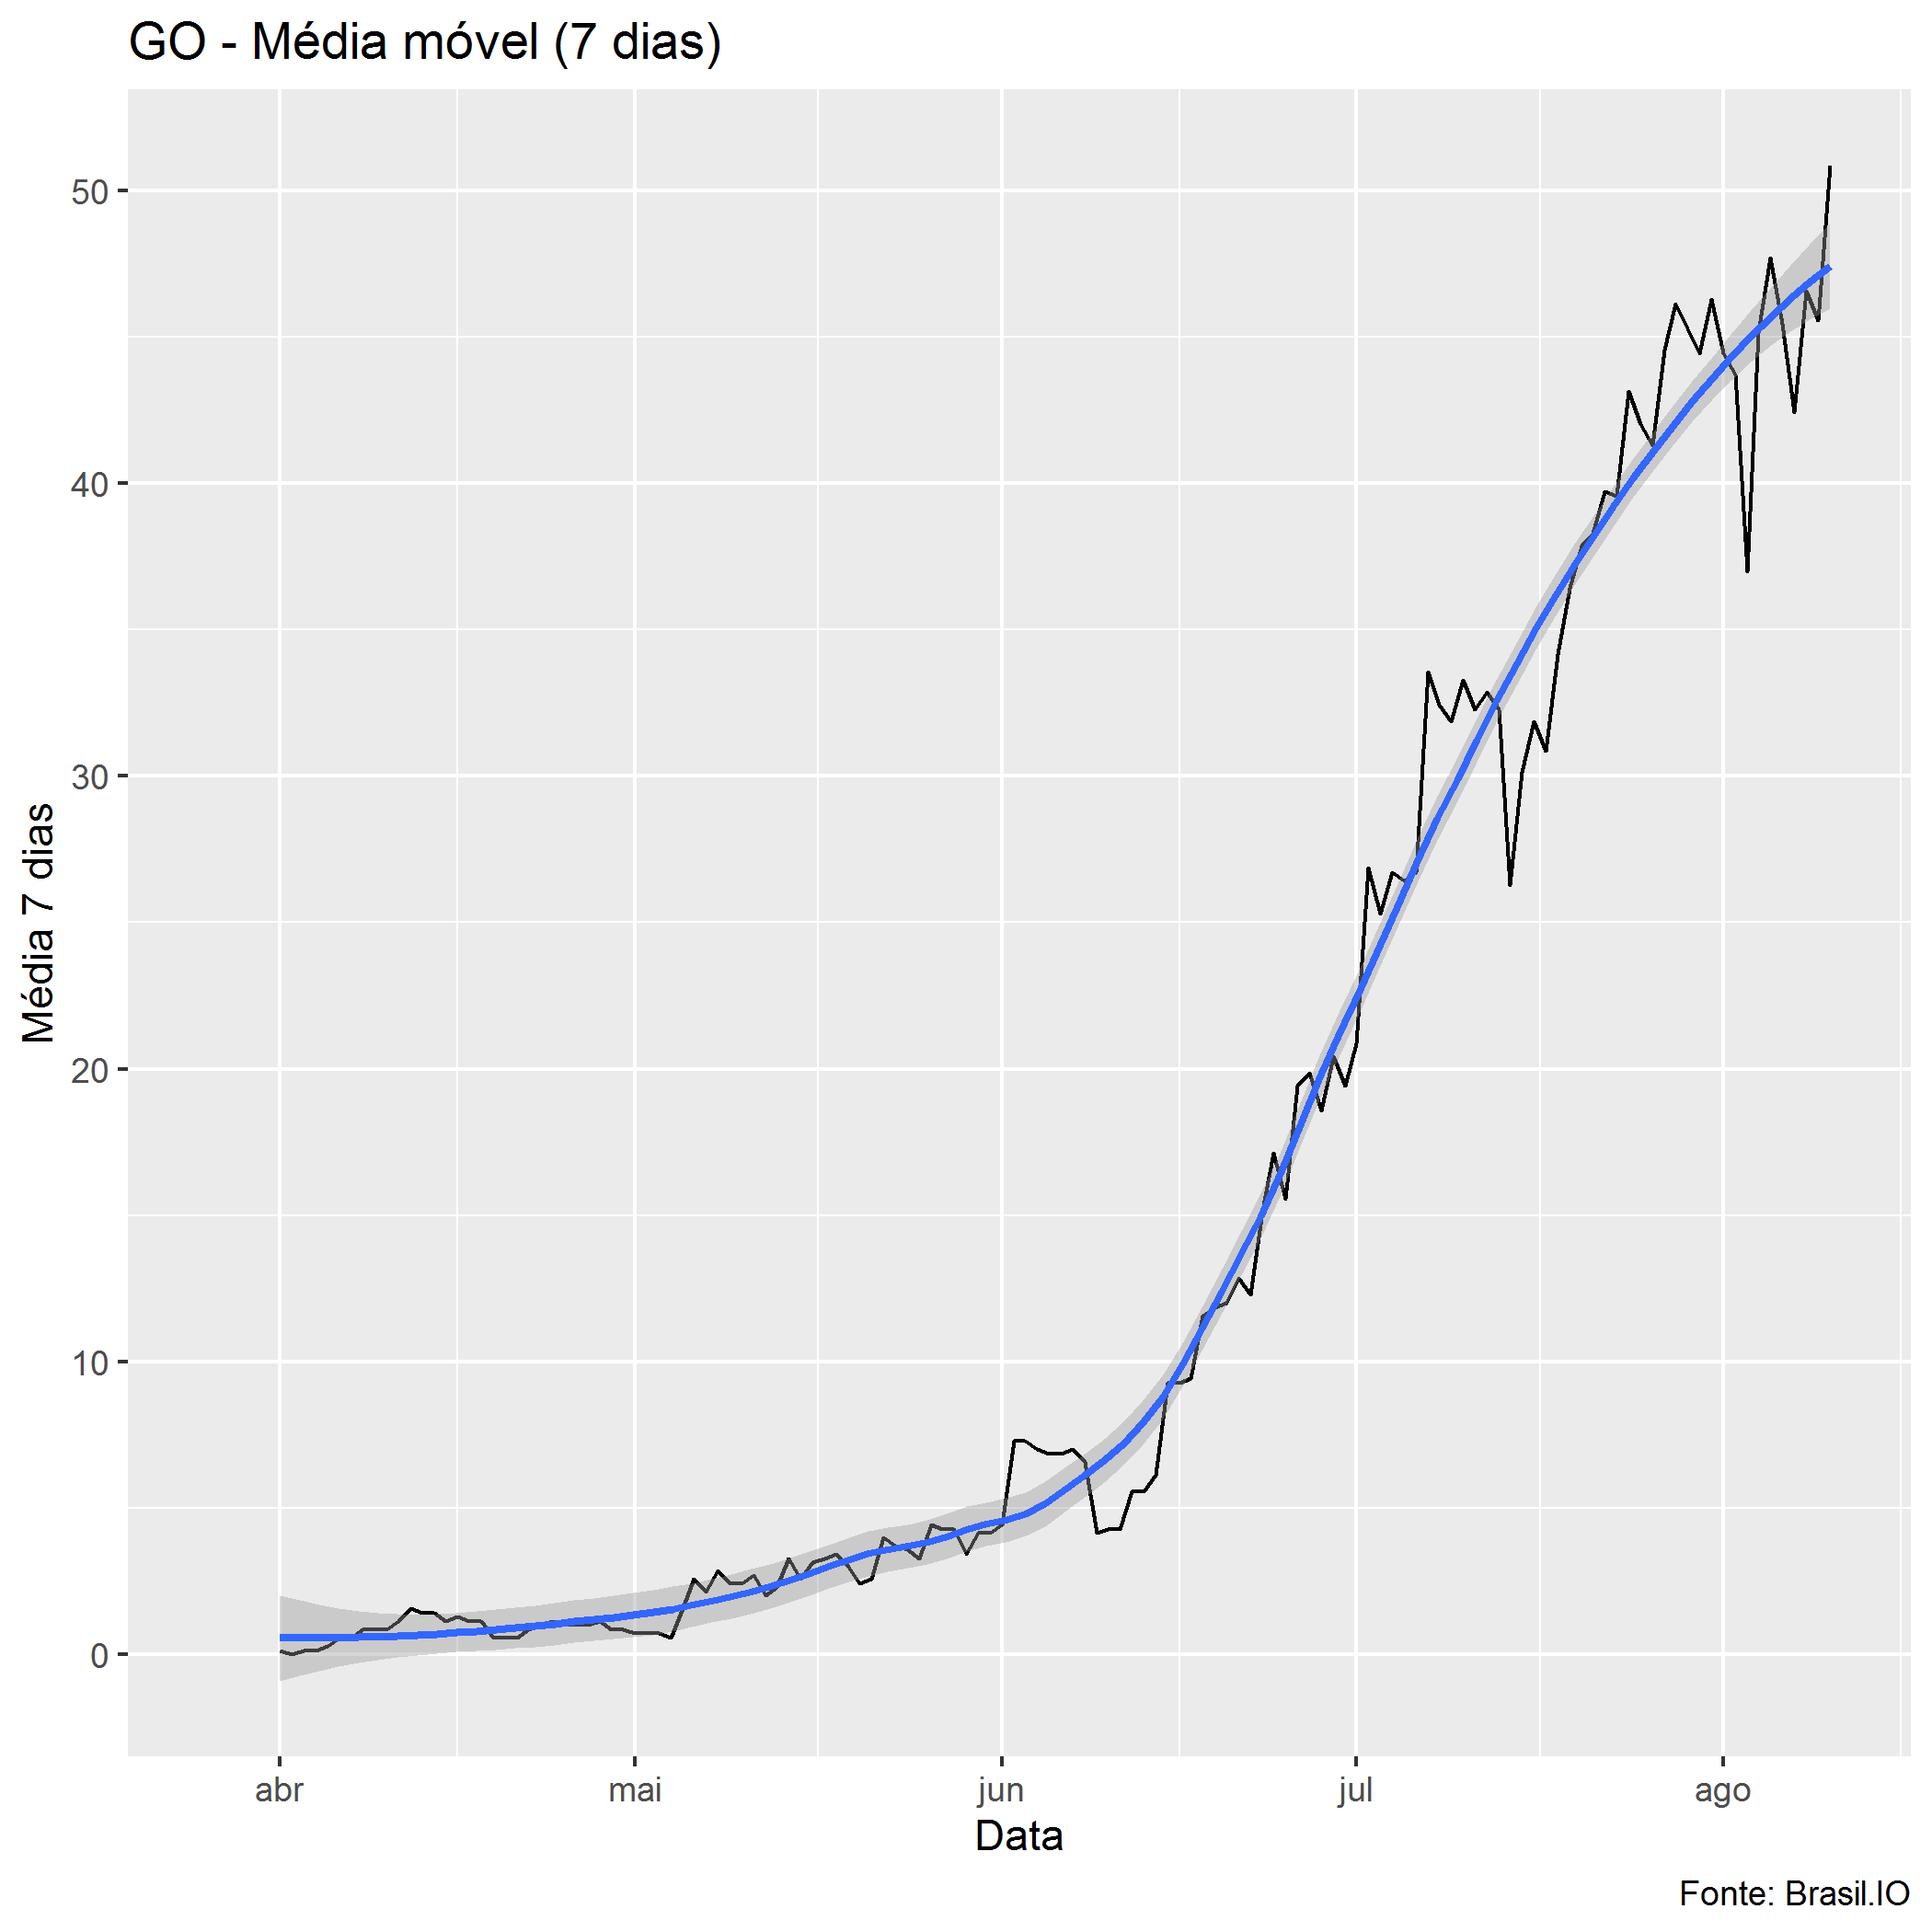 GO - Média móvel (7 dias)
50
40
30
20
10
0
Média 7 dias
abr mai jun jul ago
Data
Fonte: Brasil.IO